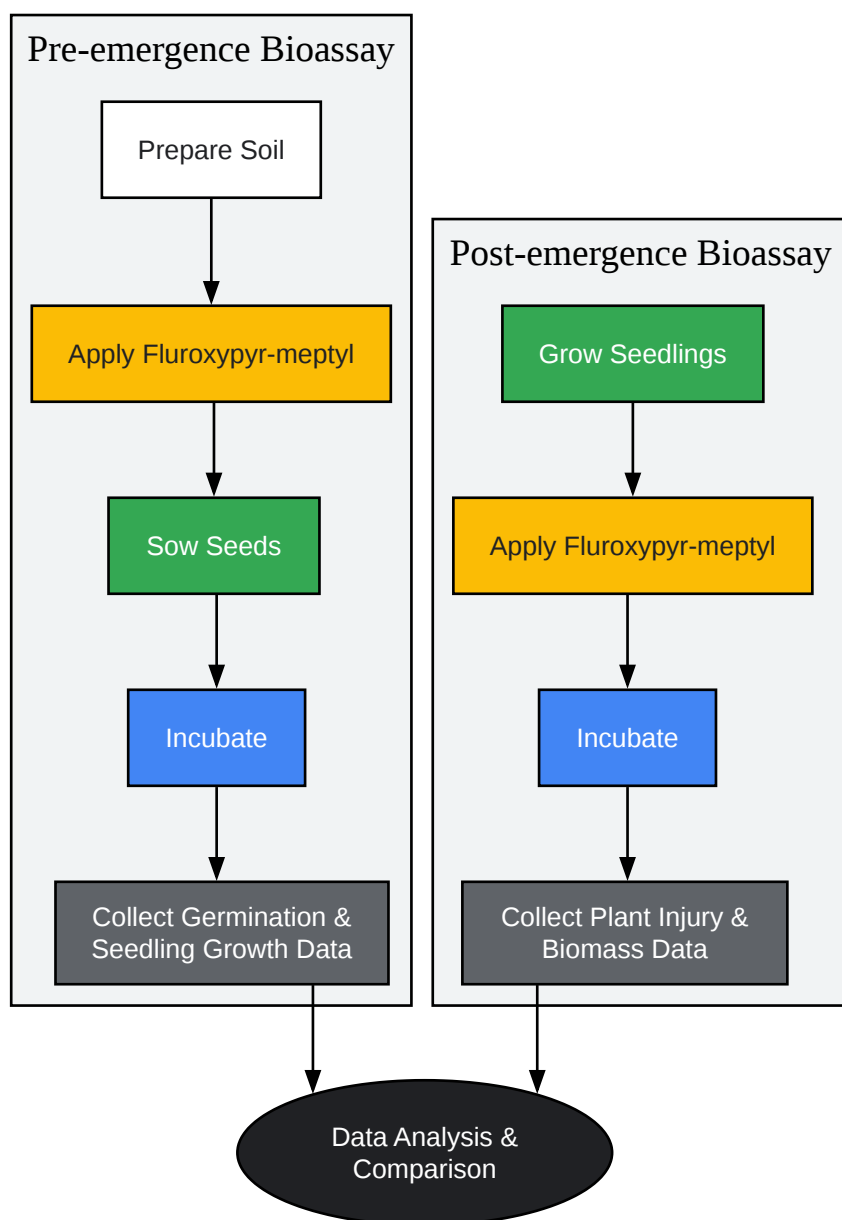 Pre-emergence Bioassay
Prepare Soil
Apply Fluroxypyr-meptyl
Sow Seeds
Incubate
Collect Germination &
Seedling Growth Data
Post-emergence Bioassay
Grow Seedlings
Apply Fluroxypyr-meptyl
Incubate
Collect Plant Injury &
Biomass Data
Data Analysis &
Comparison